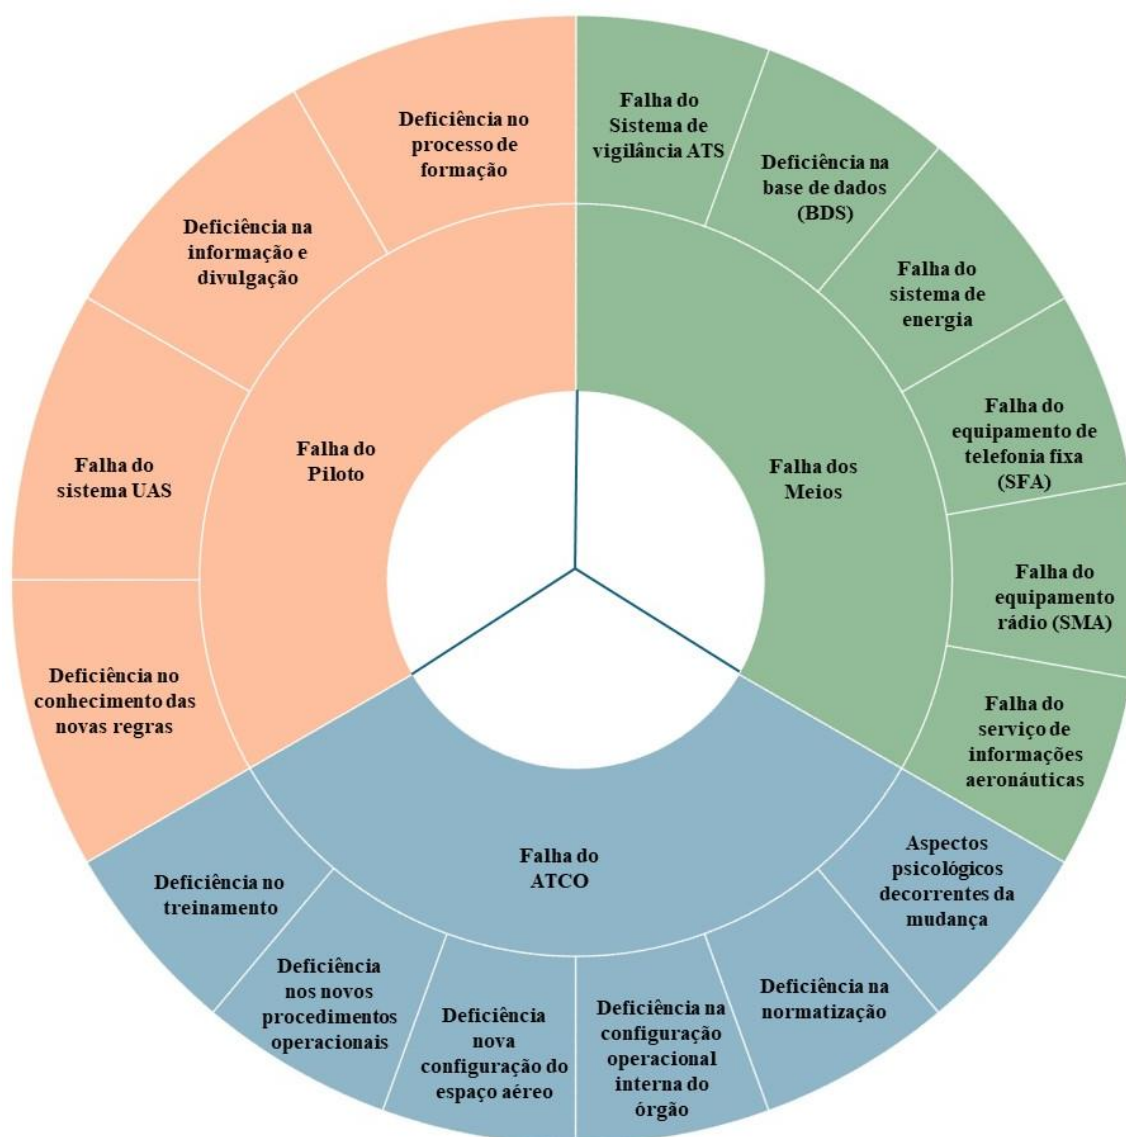 Falha do
Sistema de
vigilância ATS
Deficiência na
base de dados
(BDS)
Falha do
sistema de
energia
Falha do
equipamento de
telefonia fixa
(SFA)
Falha do
equipamento
rádio (SMA)
Falha do
serviço de
informações
aeronáuticas
Falha dos
Meios
Aspectos
psicológicos
decorrentes da
mudança
Deficiência na
normatização
Deficiência na
configuração
operacional
interna do
órgão
Deficiência
nova
configuração do
espaço aéreo
Deficiência
nos novos
procedimentos
operacionais
Deficiência no
treinamento
Falha do
ATCO
Deficiência no
conhecimento das
novas regras
Falha do
sistema UAS
Deficiência na
informação e
divulgação
Deficiência no
processo de
formação
Falha do
Piloto